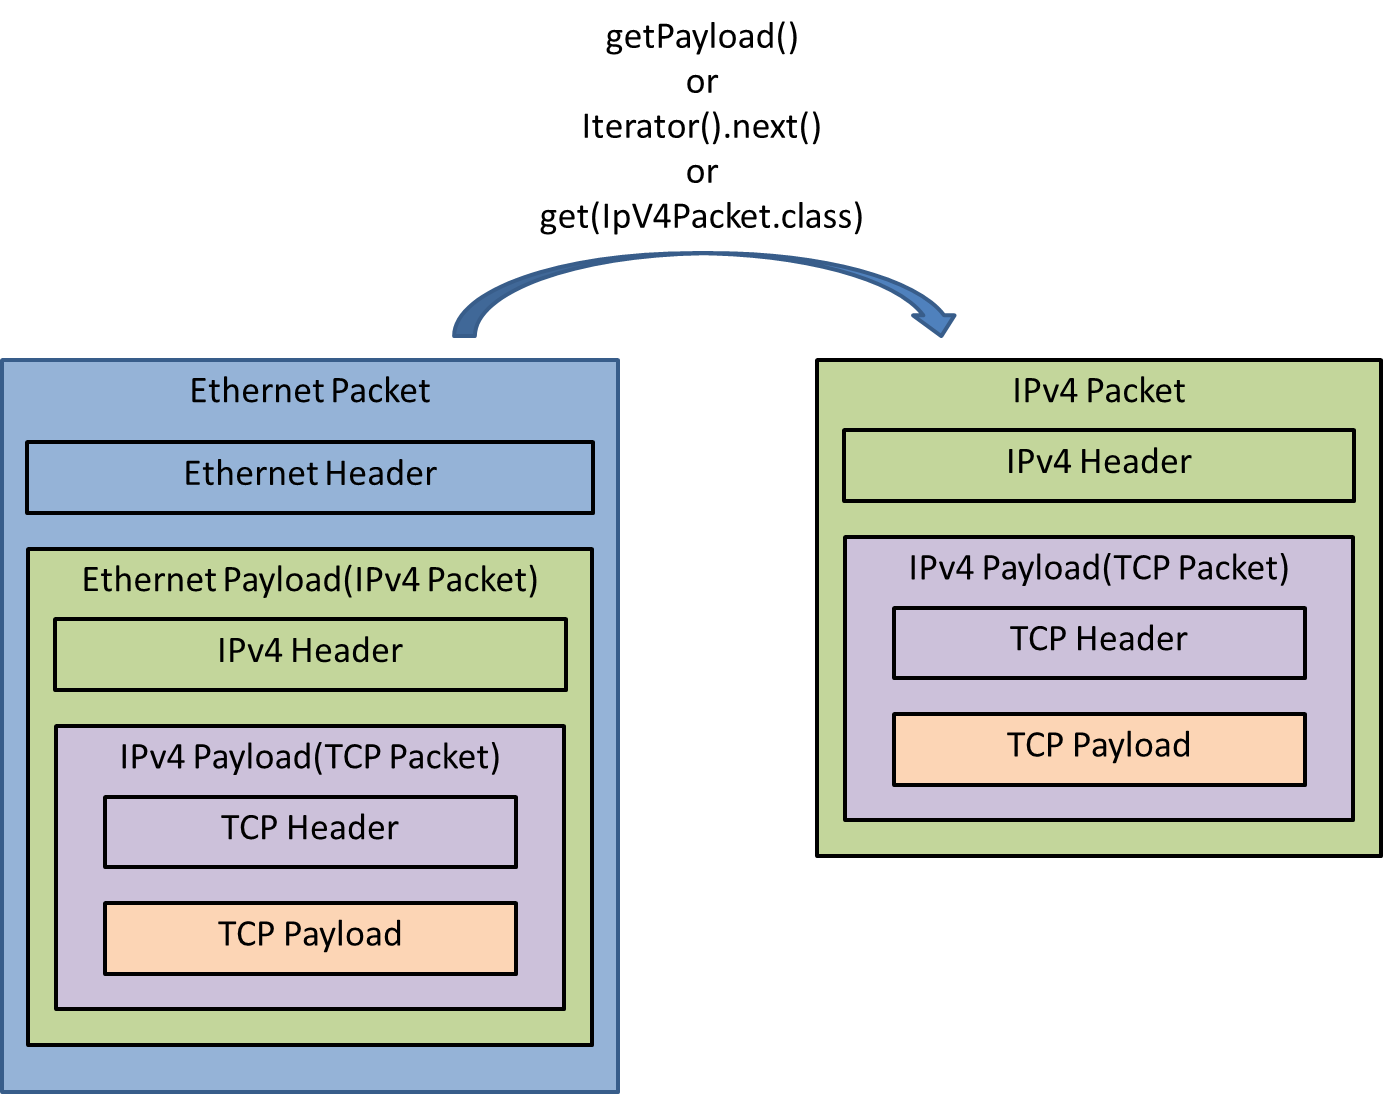 getPayload()
or
Iterator().next()
or
get(IpV4Packet.class)
Ethernet Packet
Ethernet Header
Ethernet Payload(IPv4 Packet)
IPv4 Header
IPv4 Payload(TCP Packet)
TCP Header
TCP Payload
IPv4 Packet
IPv4 Header
IPv4 Payload(TCP Packet)
TCP Header
TCP Payload